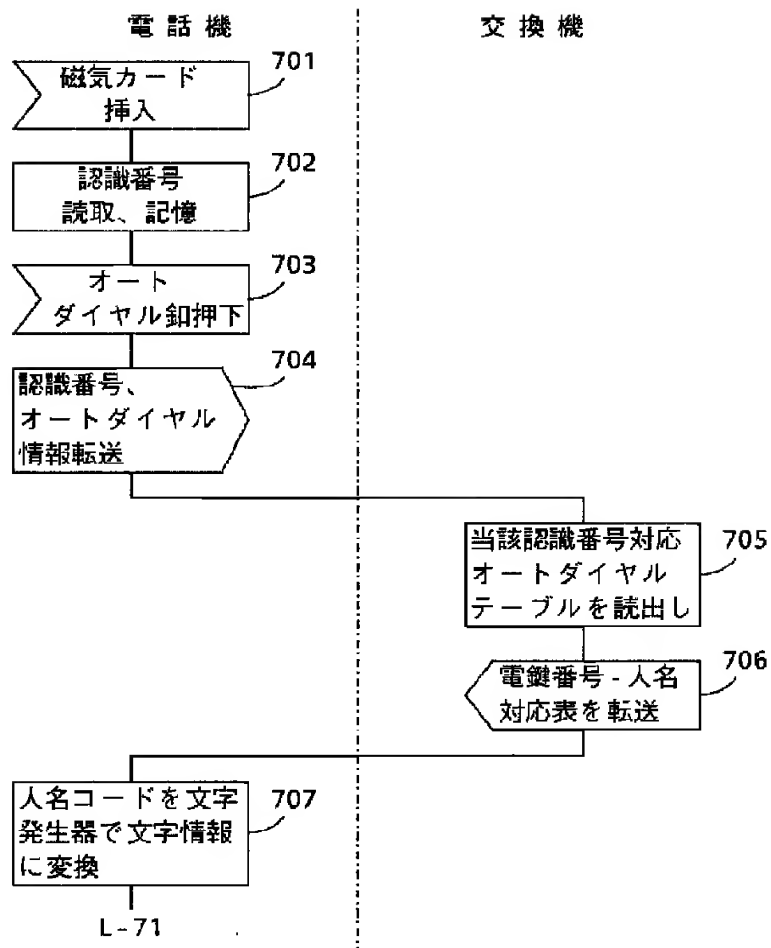 電話機
交換機
701
磁気カード
挿入
702
認識番号
読取、記憶
703
オート
ダイヤル釦押下
704
認識番号、
オートダイヤル
情報転送
705
当該認識番号対応
オートダイヤル
テーブルを読出し
706
電鍵番号-人名
対応表を転送
707
人名コードを文字
発生器で文字情報
に変換
L-71